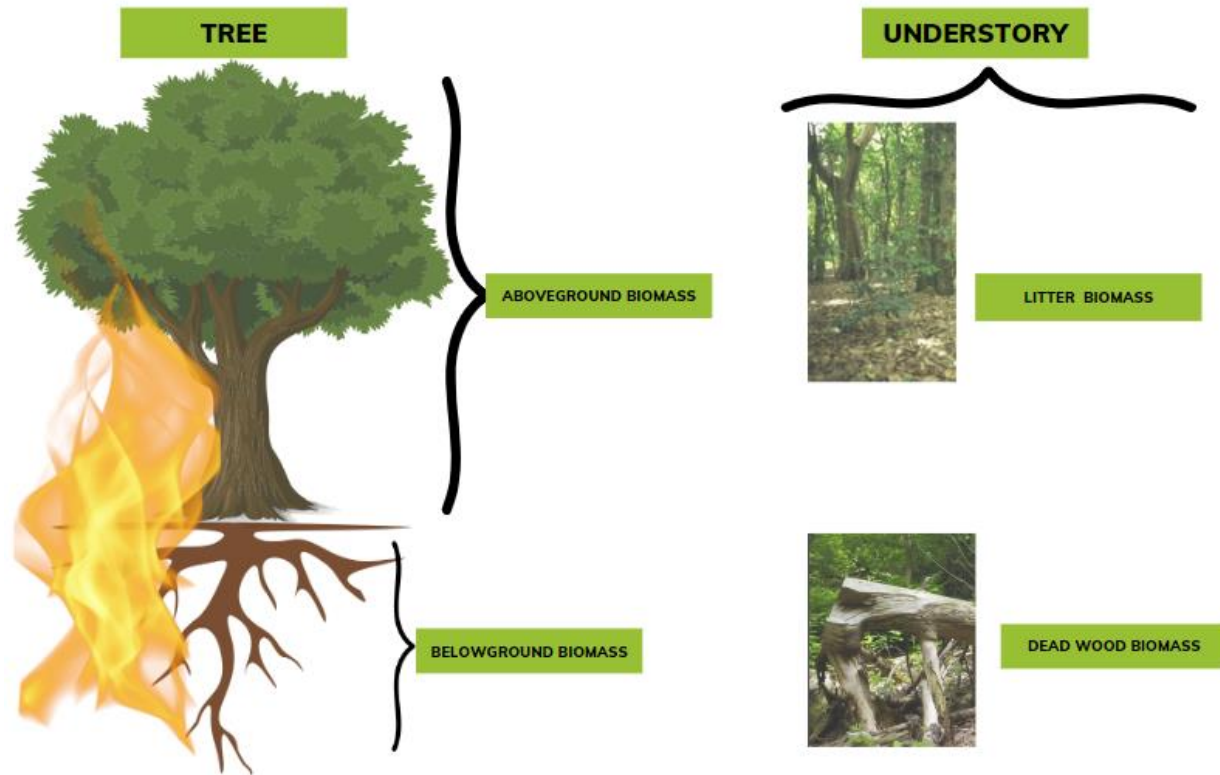 TREE
UNDERSTORY
ABOVEGROUND BIOMASS
LITTER BIOMASS
BELOWGROUND BIOMASS
DEAD WOOD BIOMASS